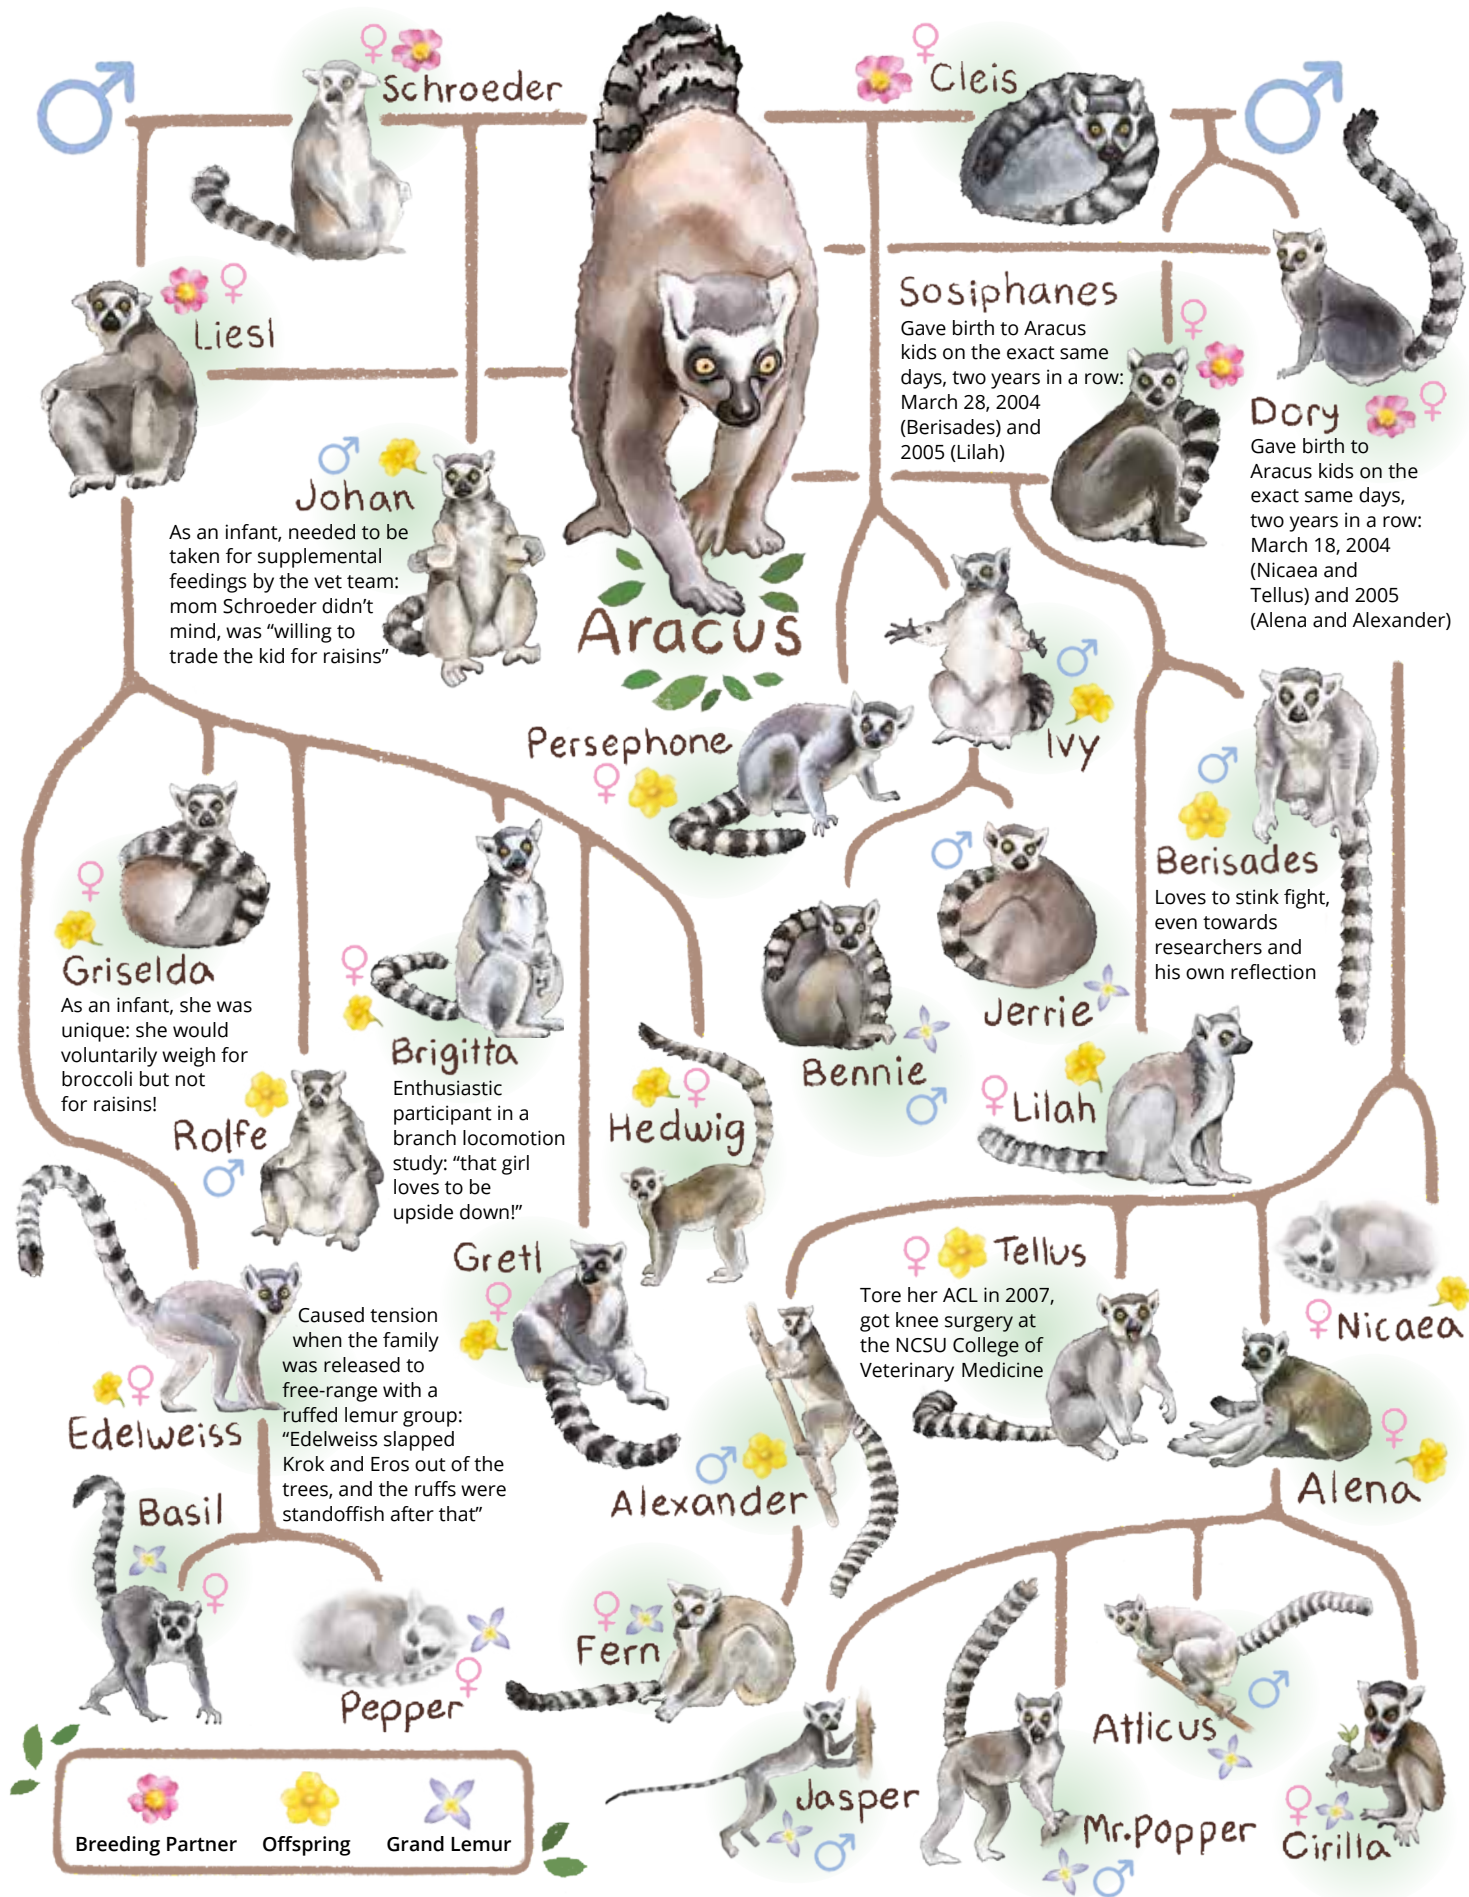 Schroeder
Cleis
Liesl
Sosiphanes
Gave birth to Aracus
kids on the exact same
days, two years in a row:
March 28, 2004
(Berisades) and
2005 (Lilah)
Dory
Gave birth to
Aracus kids on the
exact same days,
two years in a row:
March 18, 2004
(Nicaea and
Tellus) and 2005
(Alena and Alexander)
Johan
As an infant, needed to be
taken for supplemental
feedings by the vet team:
mom Schroeder didn’t
mind, was “willing to
trade the kid for raisins”
Aracus
Persephone
Ivy
Berisades
Loves to stink fight,
even towards
researchers and
his own reflection
Griselda
As an infant, she was
unique: she would
voluntarily weigh for
broccoli but not
for raisins!
Brigitta
Enthusiastic
participant in a
branch locomotion
study: “that girl
loves to be
upside down!”
Jerrie
Bennie
Rolfe
Hedwig
Lilah
Gretl
Tellus
Tore her ACL in 2007,
got knee surgery at
the NCSU College of
Veterinary Medicine
Nicaea
Edelweiss
Caused tension
when the family
was released to
free-range with a
ruffed lemur group:
“Edelweiss slapped
Krok and Eros out of the
trees, and the ruffs were
standoffish after that”
Alexander
Alena
Basil
Pepper
Fern
Jasper
Mr.Popper
Atticus
Cirilla
Breeding Partner
Offspring
Grand Lemur